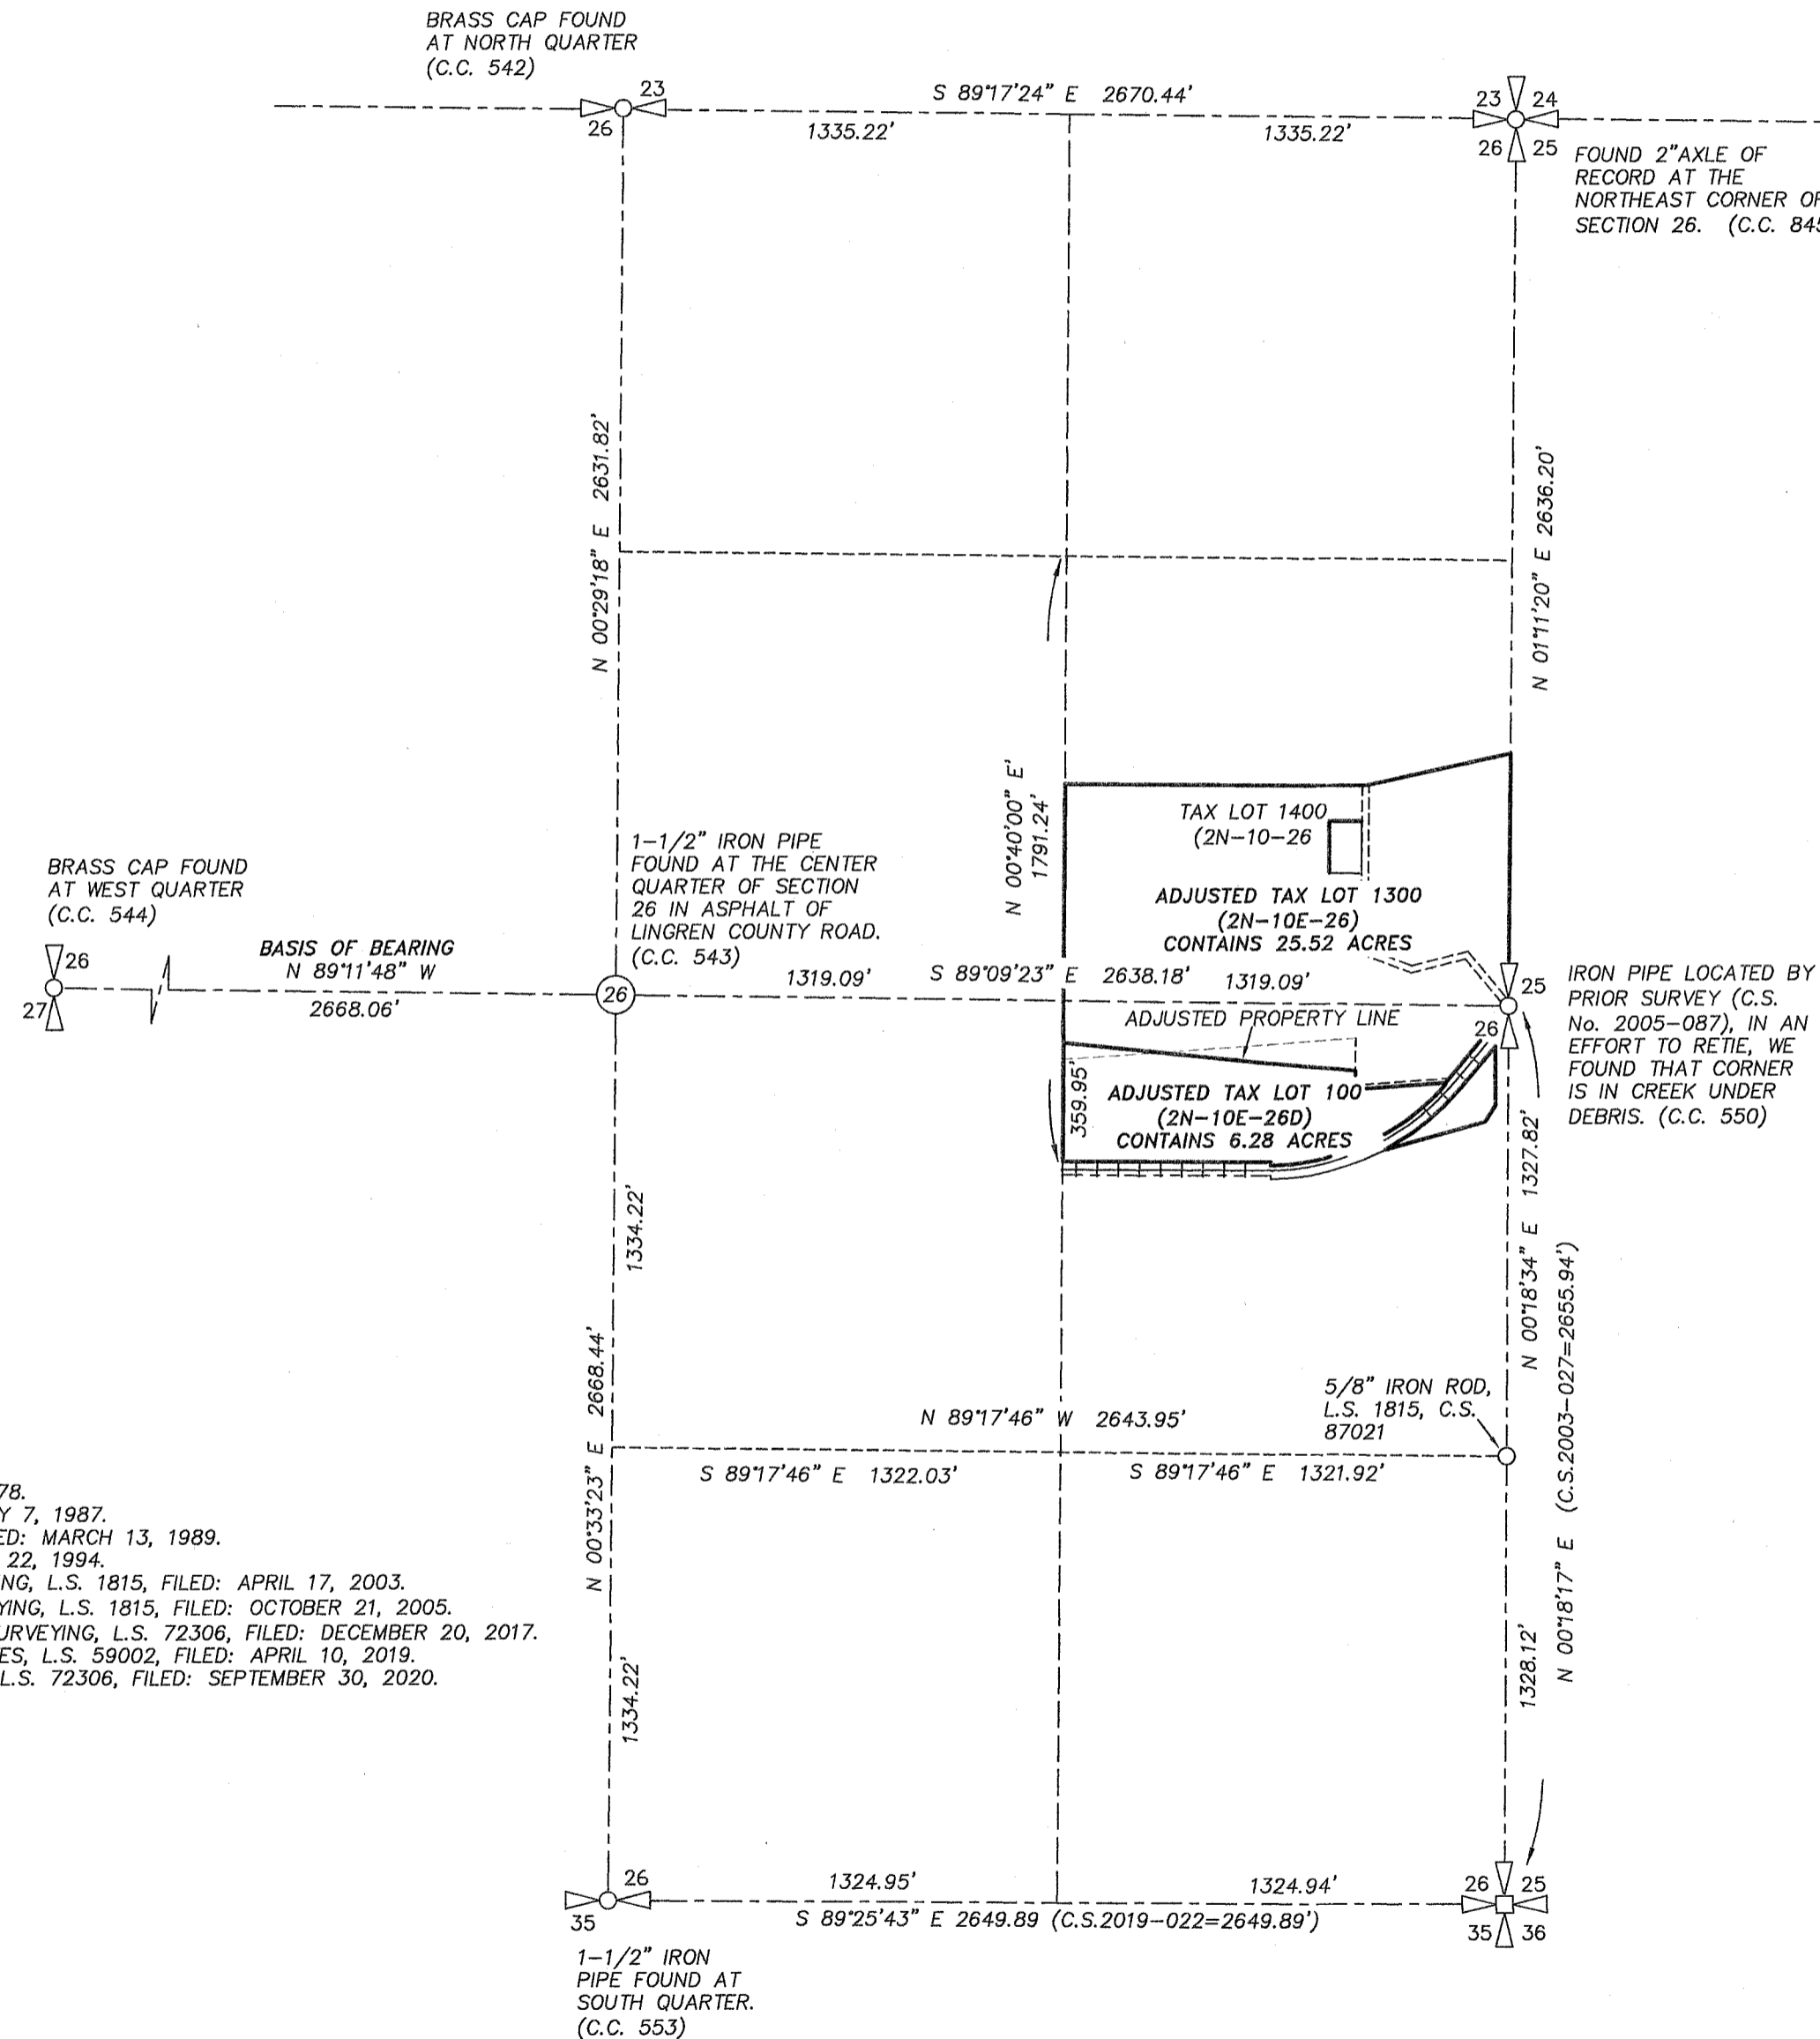 BRASS CAP FOUND
AT NORTH QUARTER
(C.C. 542)
23
26
S 89°17'24" E 2670.44'
1335.22'
1335.22'
23 24
26 25
FOUND 2"AXLE OF
RECORD AT THE
NORTHEAST CORNER OF
SECTION 26. (C.C. 845
N 00°29'18" E 2631.82'
N 01°11'20" E 2636.20'
N 00°40'00" E'
1791.24'
TAX LOT 1400
(2N-10-26
ADJUSTED TAX LOT 1300
(2N-10E-26)
CONTAINS 25.52 ACRES
BRASS CAP FOUND
AT WEST QUARTER
(C.C. 544)
26
27
BASIS OF BEARING
N 89°11'48" W
2668.06'
1-1/2" IRON PIPE
FOUND AT THE CENTER
QUARTER OF SECTION
26 IN ASPHALT OF
LINGREN COUNTY ROAD.
(C.C. 543)
26
1319.09'
S 89°09'23" E 2638.18'
1319.09'
25
26
IRON PIPE LOCATED BY
PRIOR SURVEY (C.S.
No. 2005-087), IN AN
EFFORT TO RETIE, WE
FOUND THAT CORNER
IS IN CREEK UNDER
DEBRIS. (C.C. 550)
ADJUSTED PROPERTY LINE
359.95'
ADJUSTED TAX LOT 100
(2N-10E-26D)
CONTAINS 6.28 ACRES
1334.22'
N 00°18'34" E 1327.82'
N 00°33'23" E 2668.44'
N 00°18'17" E (C.S.2003-027=2655.94')
5/8" IRON ROD,
L.S. 1815, C.S.
87021
N 89°17'46" W 2643.95'
S 89°17'46" E 1322.03'
S 89°17'46" E 1321.92'
78.
Y 7, 1987.
ED: MARCH 13, 1989.
22, 1994.
NG, L.S. 1815, FILED: APRIL 17, 2003.
YING, L.S. 1815, FILED: OCTOBER 21, 2005.
URVEYING, L.S. 72306, FILED: DECEMBER 20, 2017.
ES, L.S. 59002, FILED: APRIL 10, 2019.
L.S. 72306, FILED: SEPTEMBER 30, 2020.
1334.22'
1328.12'
26
35
1324.95'
1324.94'
S 89°25'43" E 2649.89 (C.S.2019-022=2649.89')
26 25
35 36
1-1/2" IRON
PIPE FOUND AT
SOUTH QUARTER.
(C.C. 553)